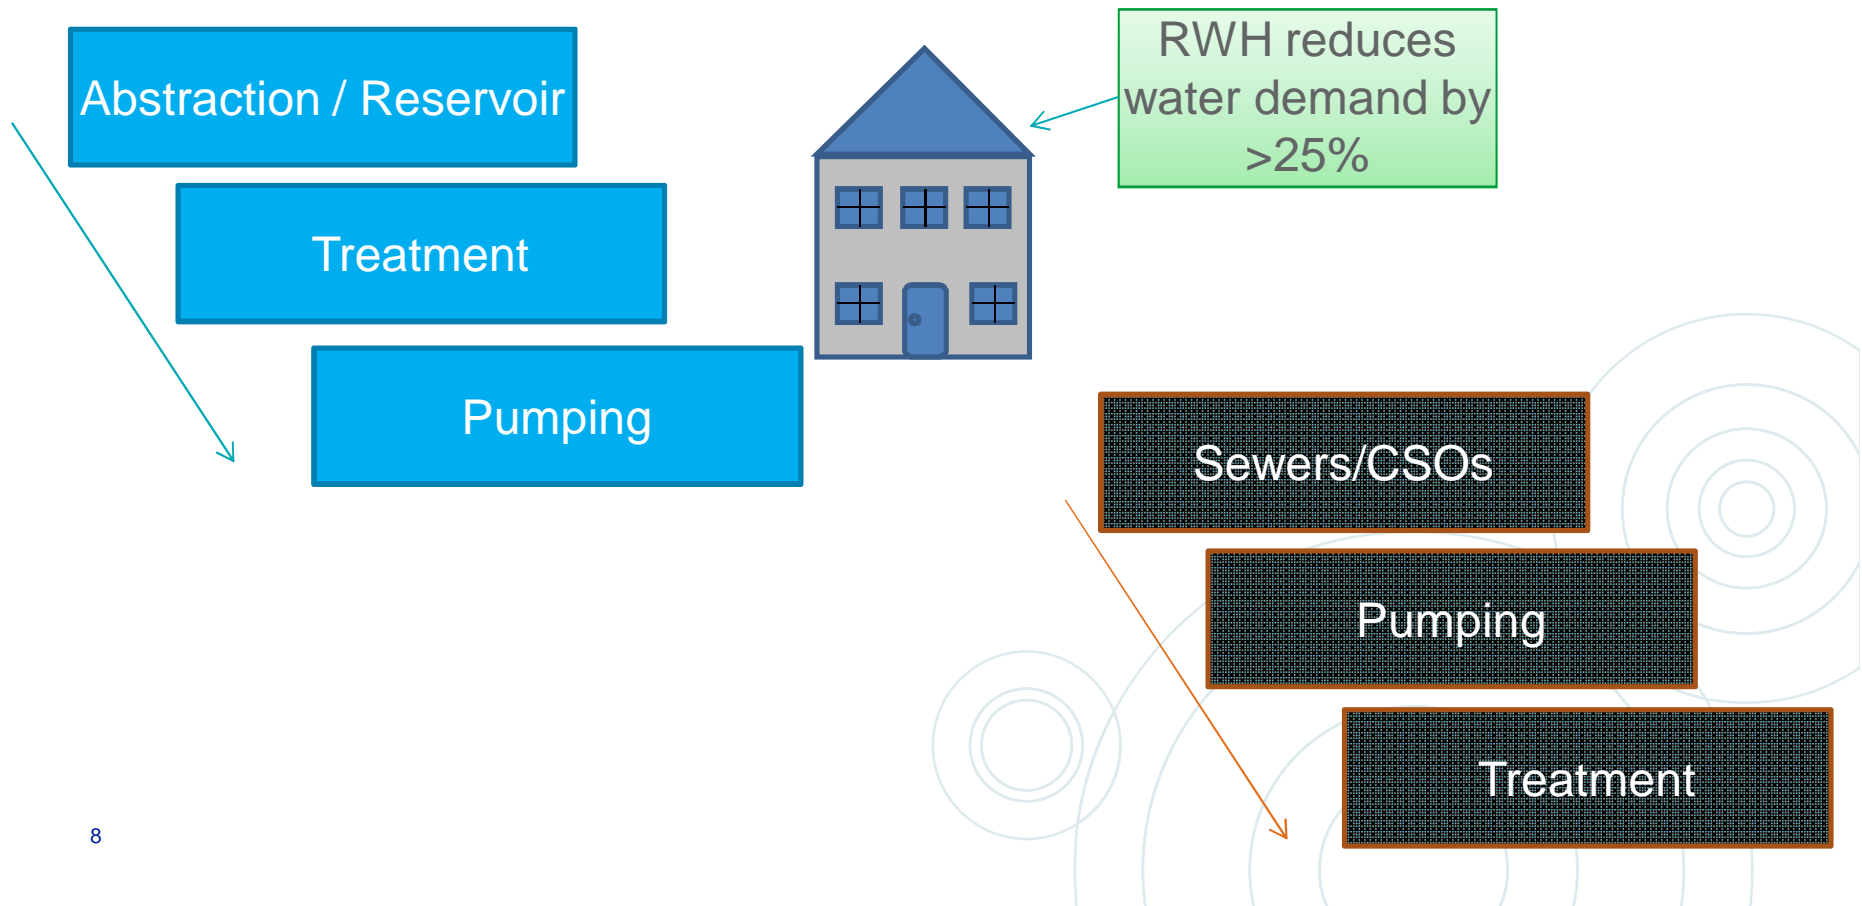 Abstraction / Reservoir
Treatment
Pumping
RWH reduces
water demand by
>25%
Sewers/CSOs
Pumping
Treatment
8